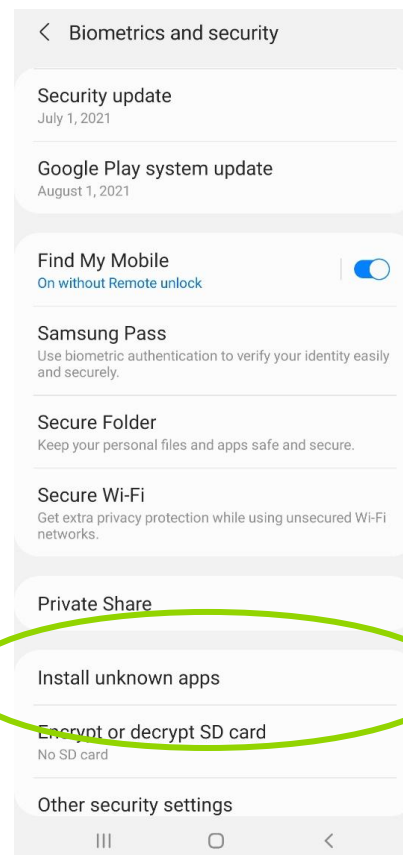 Biometrics and security
Security update
July 1, 2021
Google Play system update
August 1, 2021
Find My Mobile
On without Remote unlock
Samsung Pass
Use biometric authentication to verify your identity easily
and securely.
Secure Folder
Keep your personal files and apps safe and secure.
Secure Wi-Fi
Get extra privacy protection while using unsecured Wi-Fi
networks.
Private Share
Install unknown apps
Encrypt or decrypt SD card
No SD card
Other security settings